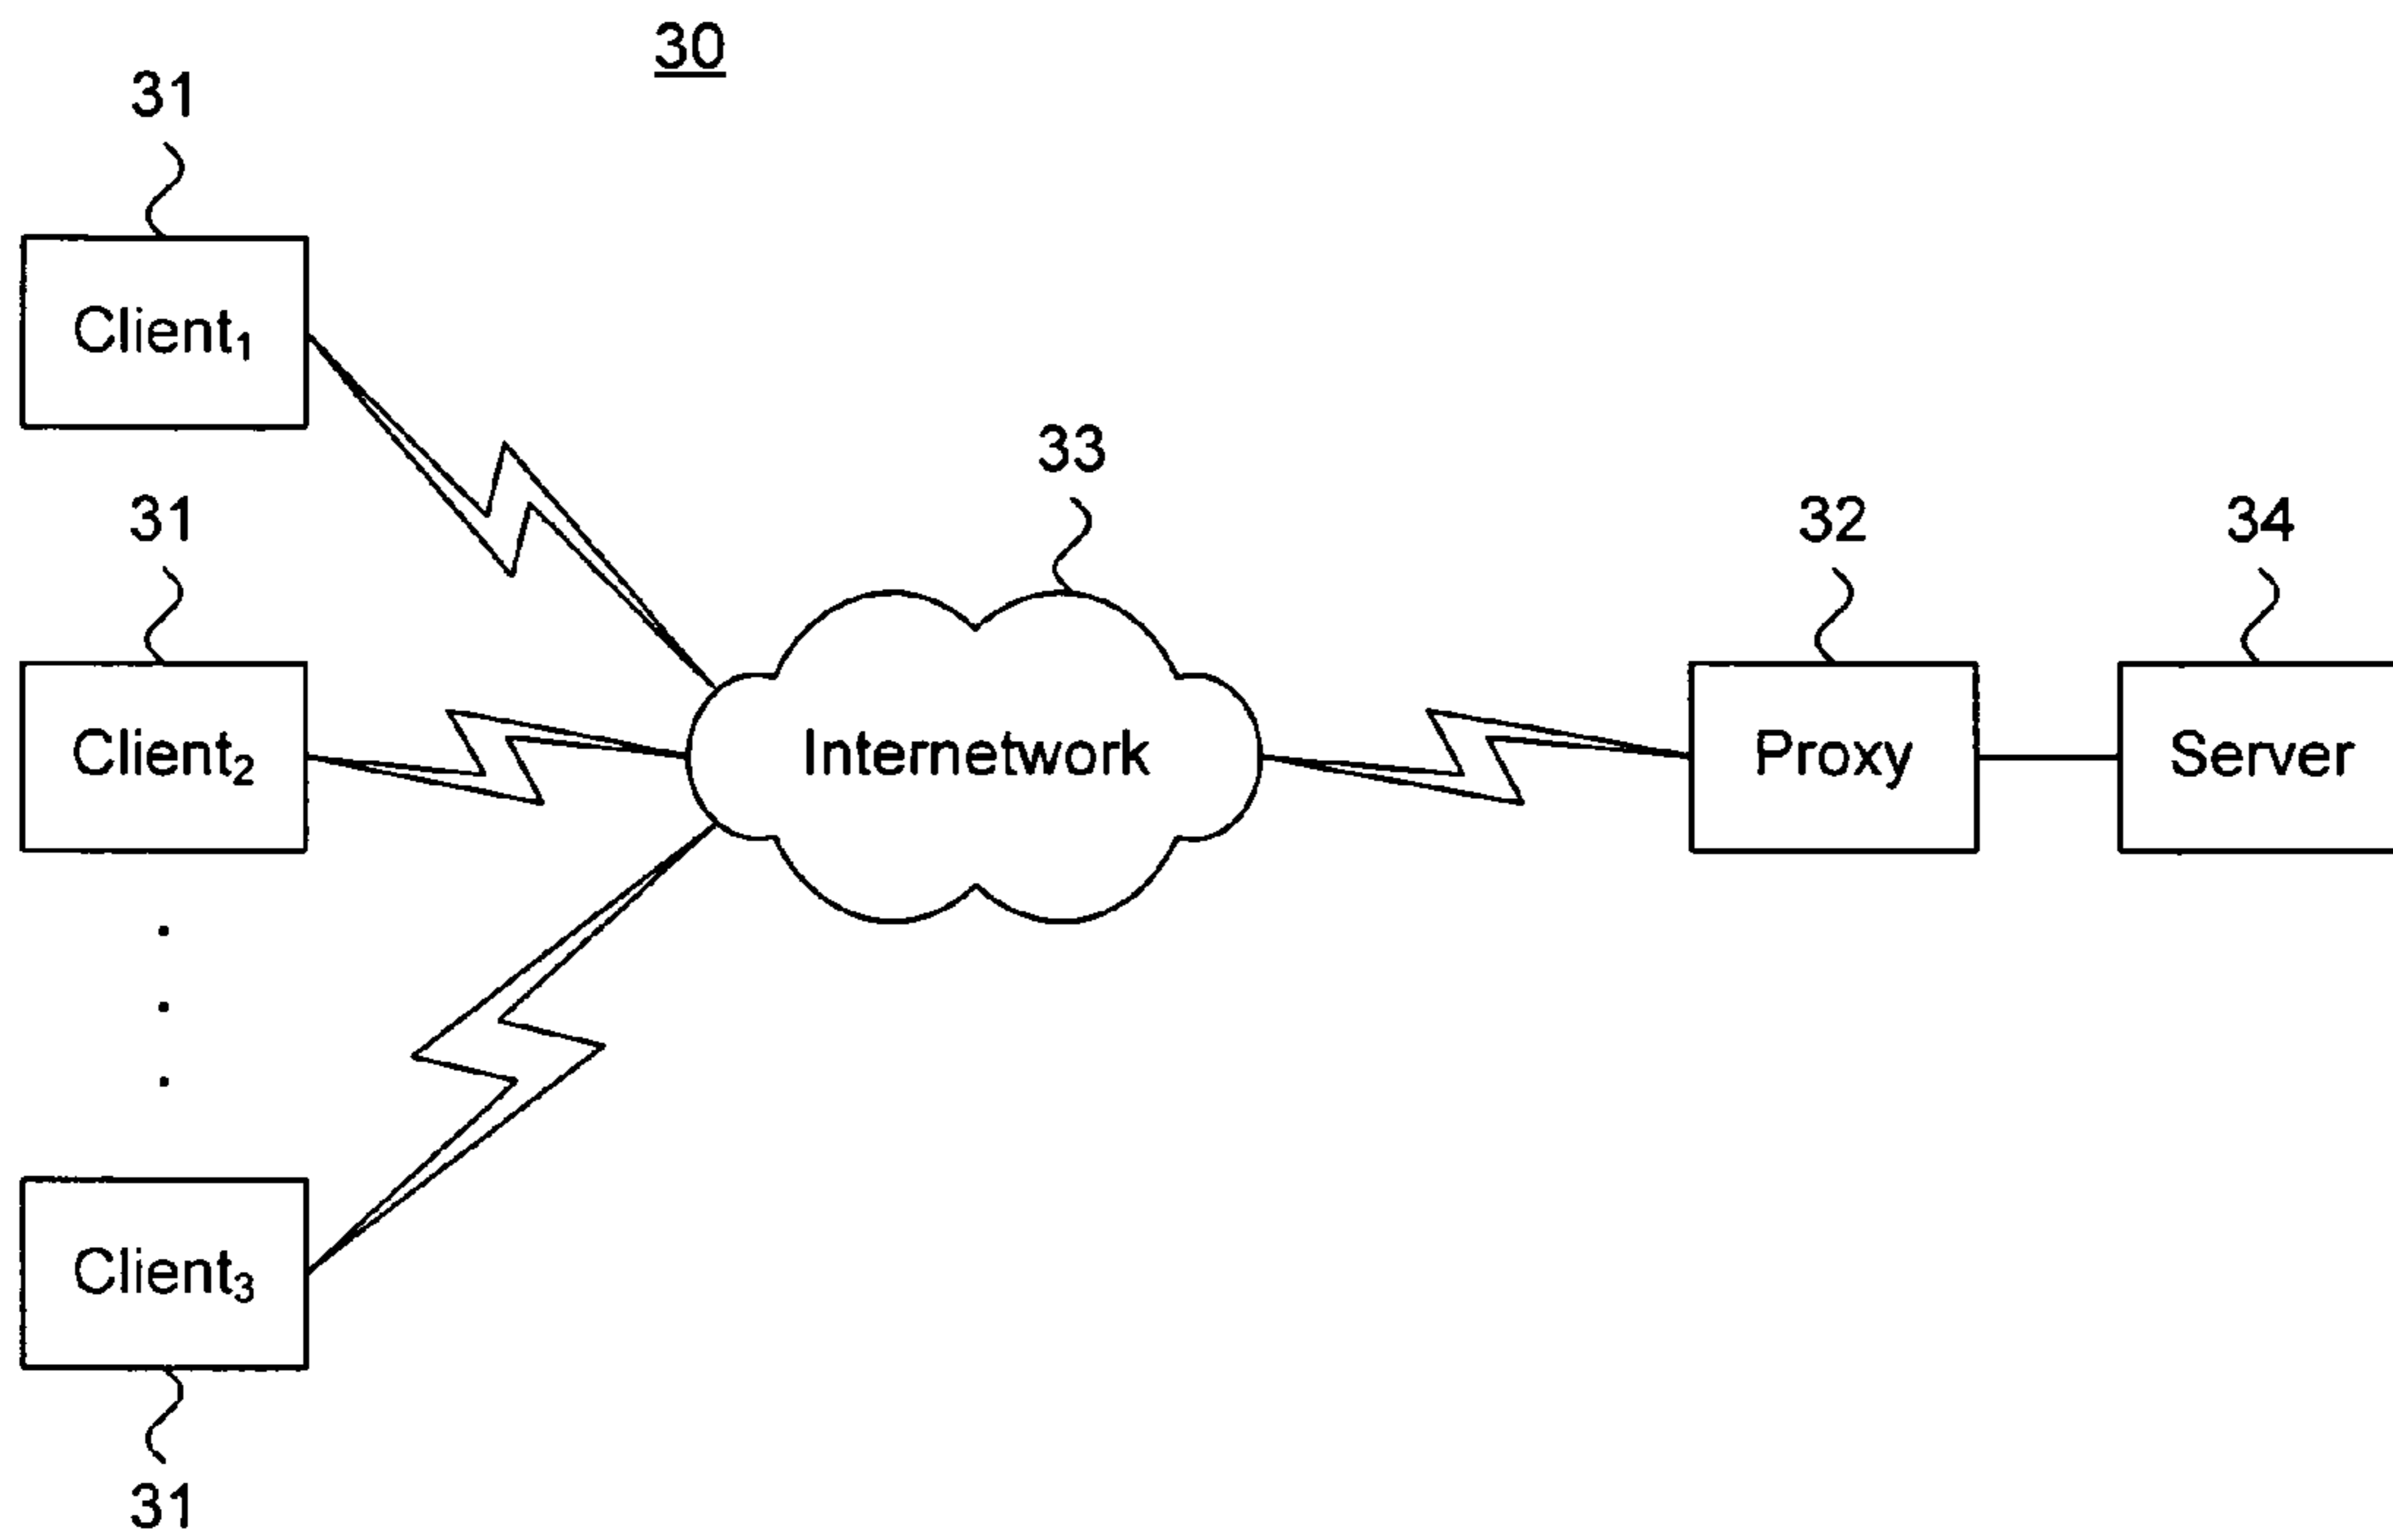 30
31
Client₁
33
31
32
34
Client₂
Internetwork
Proxy
Server
Client₃
31